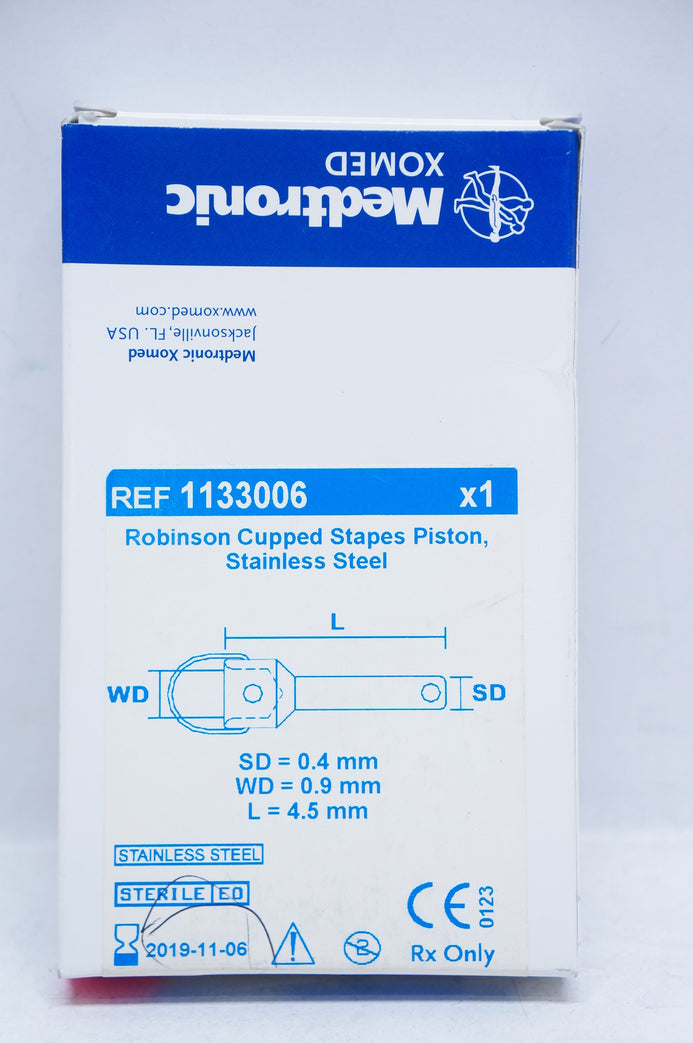 Medtronic
XOMED
Medtronic Xomed
Jacksonville, FL. USA
www.xomed.com
REF 1133006 x1
Robinson Cupped Stapes Piston,
Stainless Steel
L
WD SD
SD = 0.4 mm
WD = 0.9 mm
L = 4.5 mm
STAINLESS STEEL
STERILE EO
CE 0123
2019-11-06
2
Rx Only